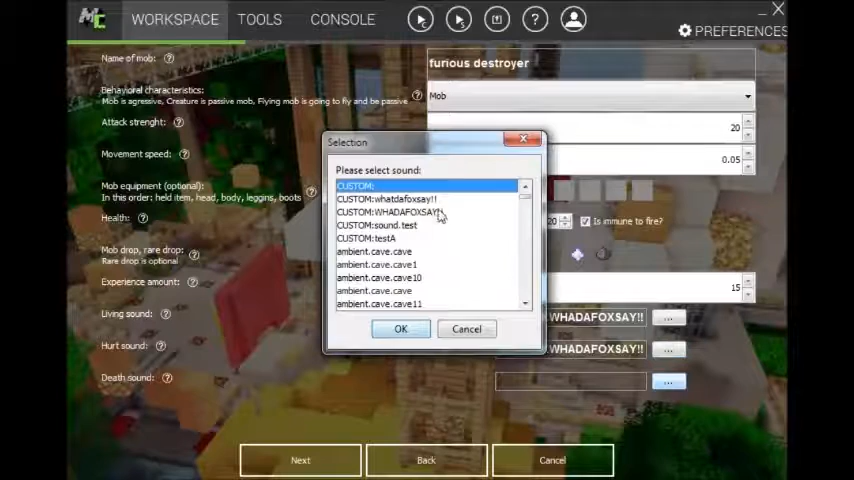 MC WORKSPACE TOOLS CONSOLE
PREFERENCES
Name of mob:
furious destroyer
Behavioral characteristics:
Mob is agressive, Creature is passive mob, Flying mob is going to fly and be passive
Mob
Attack strenght:
20
Movement speed:
0.05
Mob equipment (optional):
In this order: held item, head, body, leggins, boots
Health:
20
Is immune to fire?
Mob drop, rare drop:
Rare drop is optional
Experience amount:
15
Living sound:
.WHADAFOXSAY!!
...
Hurt sound:
.WHADAFOXSAY!!
...
Death sound:
...
Selection
Please select sound:
CUSTOM:
CUSTOM:whatdafoxsay!!
CUSTOM:WHADAFOXSAY!!
CUSTOM:sound.test
CUSTOM:testA
ambient.cave.cave
ambient.cave.cave1
ambient.cave.cave10
ambient.cave.cave
ambient.cave.cave11
OK
Cancel
Next
Back
Cancel